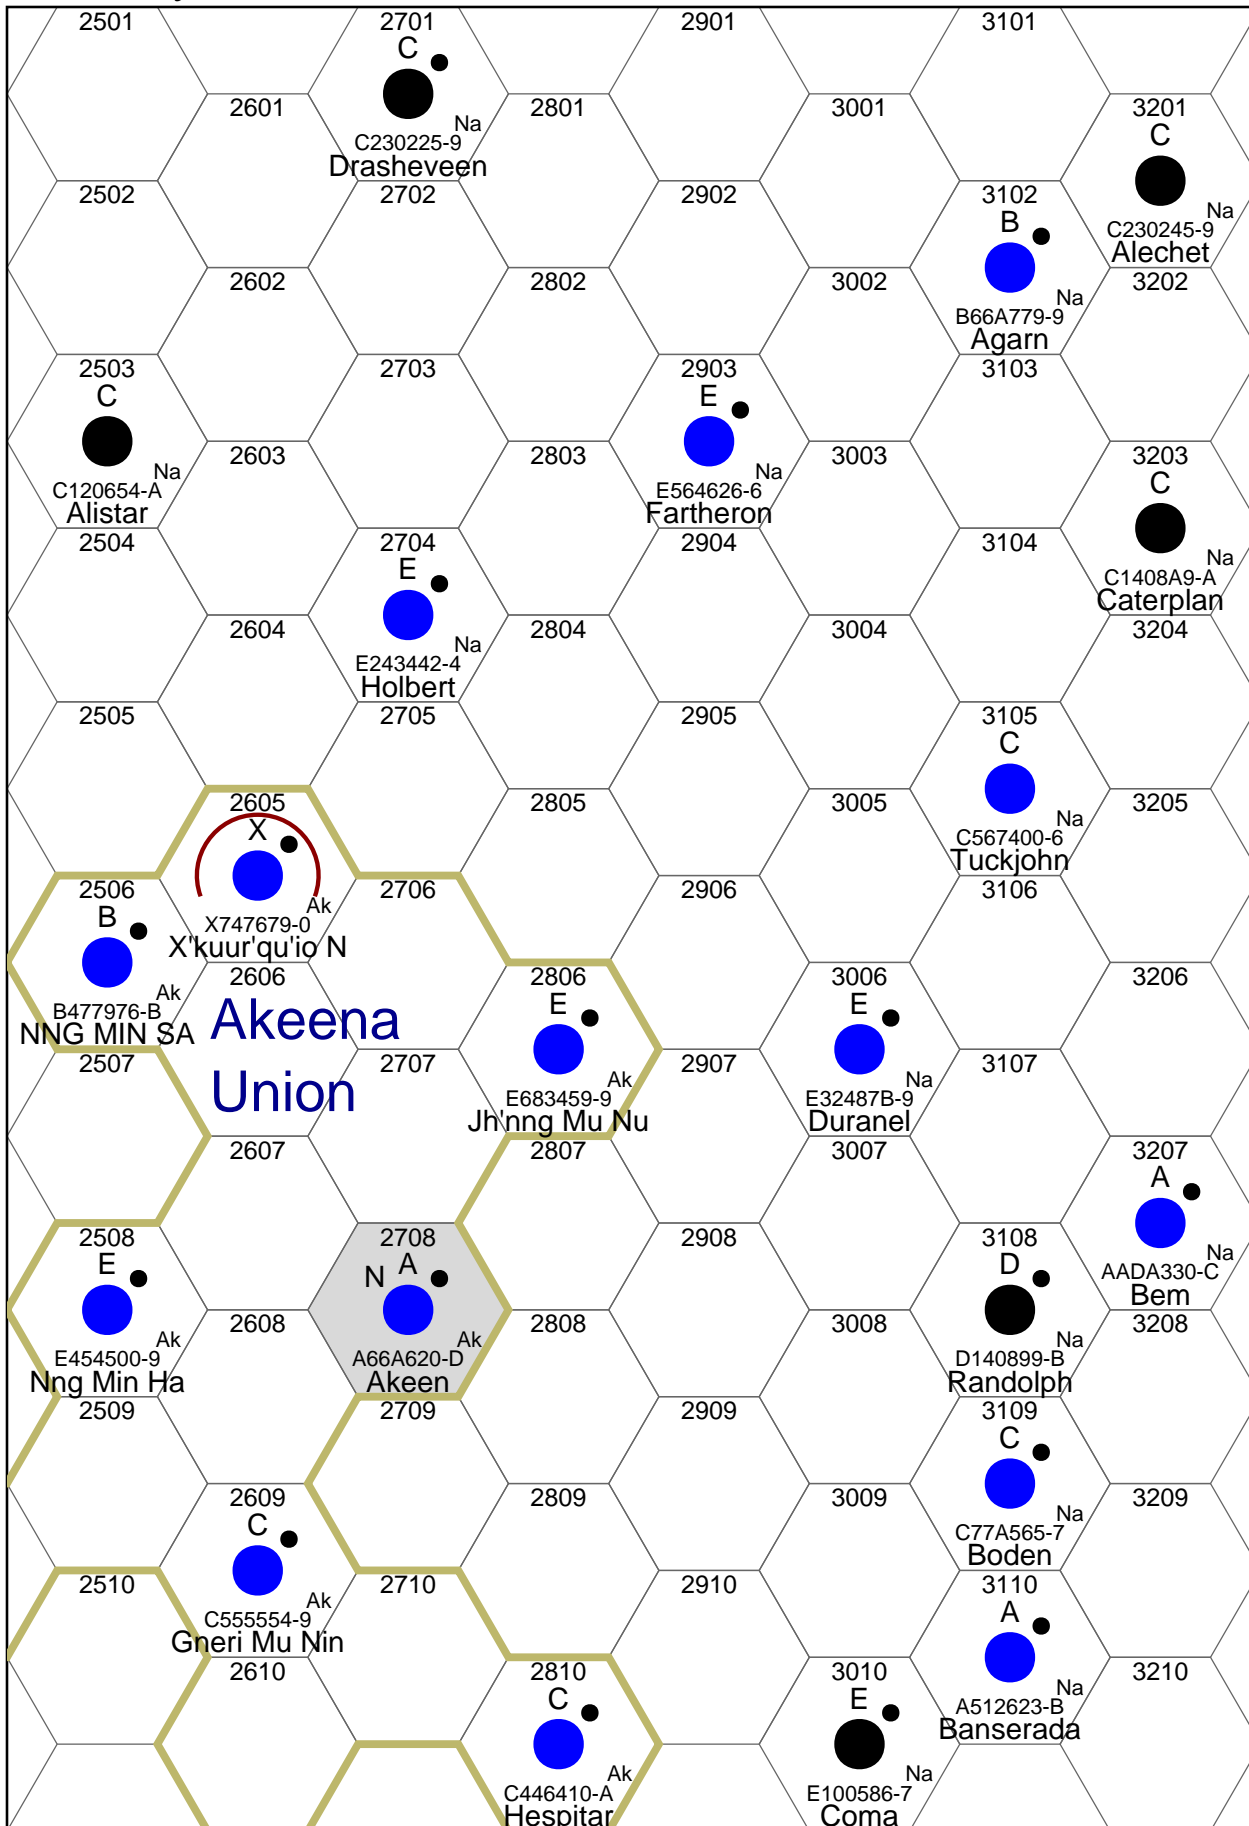 2501
2701
2901
3101
C
2601
2801
3001
3201
Na
C230225-9
Drasheveen
C
2502
2702
2902
3102
B
Na
C230245-9
Alechet
2602
2802
3002
3202
Na
B66A779-9
Agarn
2503
C
2703
2903
E
3103
2603
2803
3003
3203
C
Na
C120654-A
Alistar
Na
E564626-6
Fartheron
2504
2704
E
2904
3104
Na
C1408A9-A
Caterplan
2604
2804
3004
3204
Na
E243442-4
Holbert
2505
2705
2905
3105
C
2605
X
2805
3005
3205
Na
C567400-6
Tuckjohn
2506
B
2706
2906
3106
Ak
X747679-0
X'kuur'qu'io N
2606
2806
E
3006
E
3206
Ak
B477976-B
NNG MIN SA
Akeena
Union
2507
2707
2907
3107
Ak
E683459-9
Jh'nng Mu Nu
Na
E32487B-9
Duranel
2607
2807
3007
3207
A
2508
E
2708
N A
2908
3108
D
Na
AADA330-C
Bem
2608
2808
3008
3208
Ak
E454500-9
Nng Min Ha
Ak
A66A620-D
Akeen
Na
D140899-B
Randolph
2509
2709
2909
3109
C
2609
C
2809
3009
3209
Na
C77A565-7
Boden
2510
2710
2910
3110
A
Ak
C555554-9
Gneri Mu Nin
2610
2810
C
3010
E
3210
Na
A512623-B
Banserada
Ak
C446410-A
Hespitar
Na
E100586-7
Coma